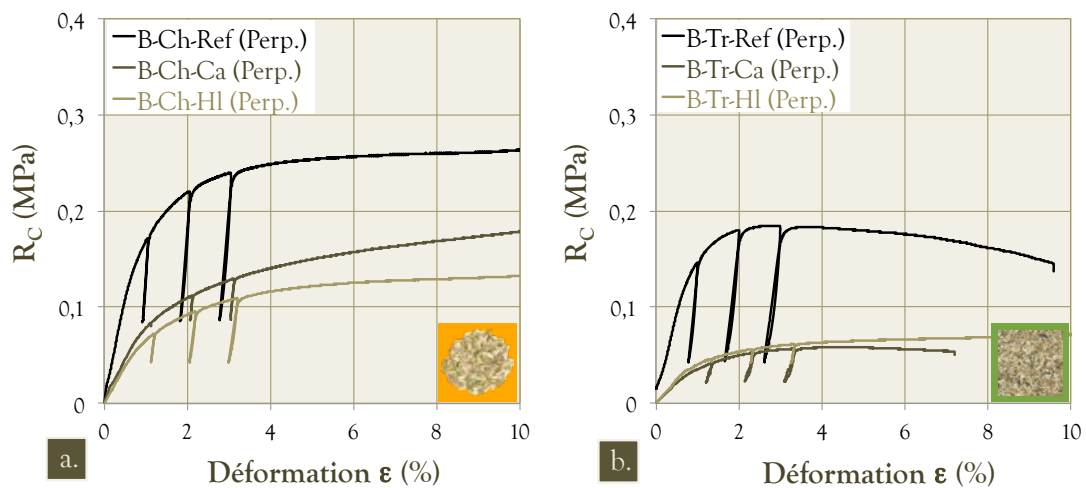 0,4
0,3
0,2
0,1
0
R_C (MPa)
B-Ch-Ref (Perp.)
B-Ch-Ca (Perp.)
B-Ch-Hl (Perp.)
0 2 4 6 8 10
Déformation ε (%)
a.
0,4
0,3
0,2
0,1
0
R_C (MPa)
B-Tr-Ref (Perp.)
B-Tr-Ca (Perp.)
B-Tr-Hl (Perp.)
0 2 4 6 8 10
Déformation ε (%)
b.